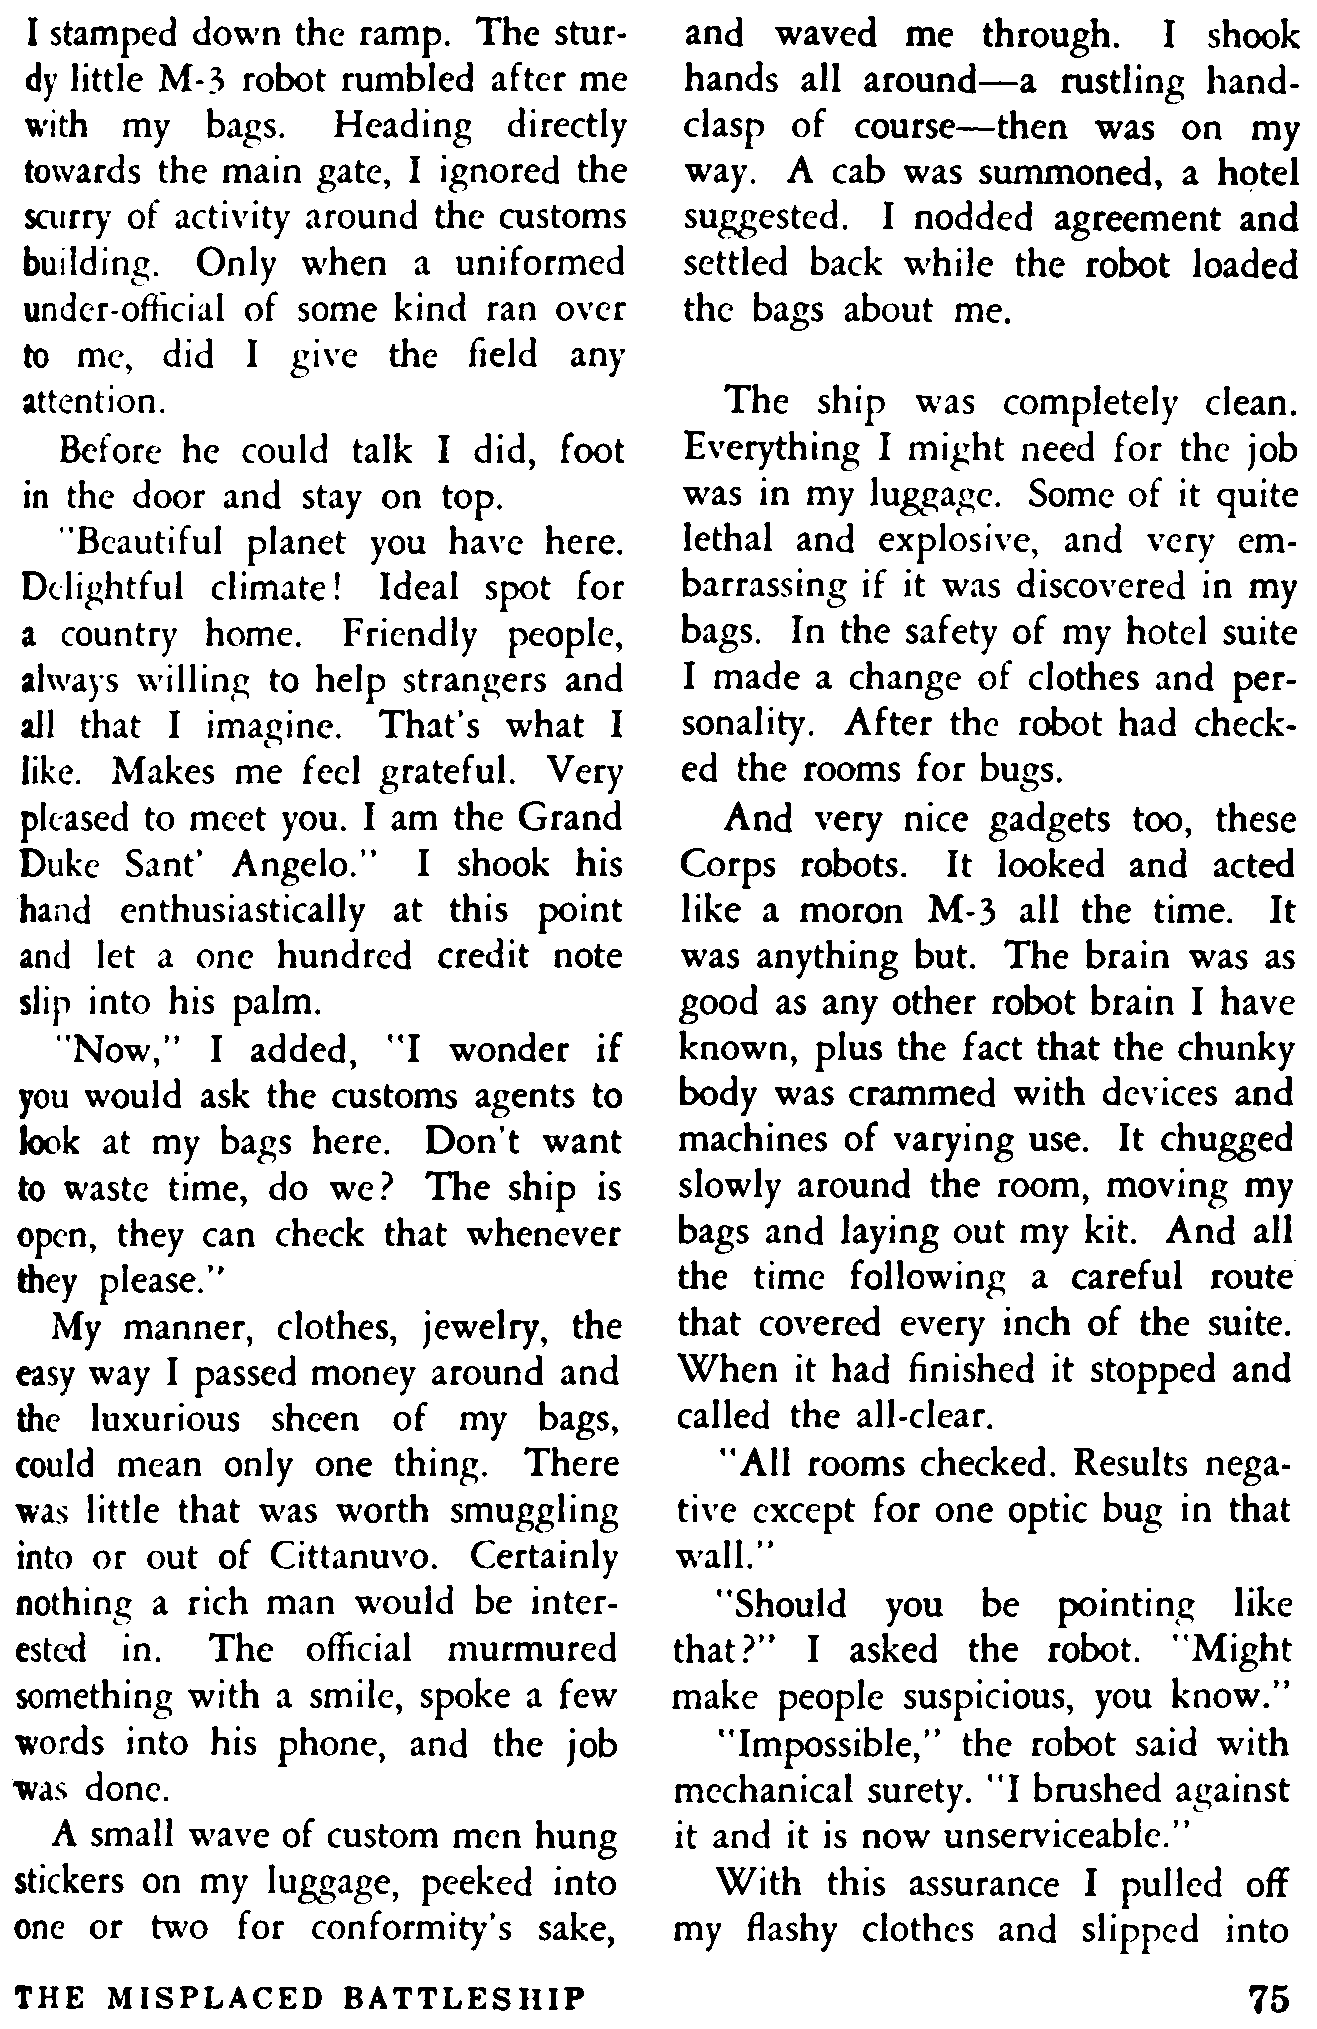 I stamped down the ramp. The stur-
dy little M-3 robot rumbled after me
with my bags. Heading directly
towards the main gate, I ignored the
scurry of activity around the customs
building. Only when a uniformed
under-official of some kind ran over
to me, did I give the field any
attention.
Before he could talk I did, foot
in the door and stay on top.
"Beautiful planet you have here.
Delightful climate! Ideal spot for
a country home. Friendly people,
always willing to help strangers and
all that I imagine. That's what I
like. Makes me feel grateful. Very
pleased to meet you. I am the Grand
Duke Sant' Angelo." I shook his
hand enthusiastically at this point
and let a one hundred credit note
slip into his palm.
"Now," I added, "I wonder if
you would ask the customs agents to
look at my bags here. Don't want
to waste time, do we? The ship is
open, they can check that whenever
they please."
My manner, clothes, jewelry, the
easy way I passed money around and
the luxurious sheen of my bags,
could mean only one thing. There
was little that was worth smuggling
into or out of Cittanuvo. Certainly
nothing a rich man would be inter-
ested in. The official murmured
something with a smile, spoke a few
words into his phone, and the job
was done.
A small wave of custom men hung
stickers on my luggage, peeked into
one or two for conformity's sake,
and waved me through. I shook
hands all around—a rustling hand-
clasp of course—then was on my
way. A cab was summoned, a hotel
suggested. I nodded agreement and
settled back while the robot loaded
the bags about me.
The ship was completely clean.
Everything I might need for the job
was in my luggage. Some of it quite
lethal and explosive, and very em-
barrassing if it was discovered in my
bags. In the safety of my hotel suite
I made a change of clothes and per-
sonality. After the robot had check-
ed the rooms for bugs.
And very nice gadgets too, these
Corps robots. It looked and acted
like a moron M-3 all the time. It
was anything but. The brain was as
good as any other robot brain I have
known, plus the fact that the chunky
body was crammed with devices and
machines of varying use. It chugged
slowly around the room, moving my
bags and laying out my kit. And all
the time following a careful route
that covered every inch of the suite.
When it had finished it stopped and
called the all-clear.
"All rooms checked. Results nega-
tive except for one optic bug in that
wall."
"Should you be pointing like
that?" I asked the robot. "Might
make people suspicious, you know."
"Impossible," the robot said with
mechanical surety. "I brushed against
it and it is now unserviceable."
With this assurance I pulled off
my flashy clothes and slipped into
THE MISPLACED BATTLESHIP 75